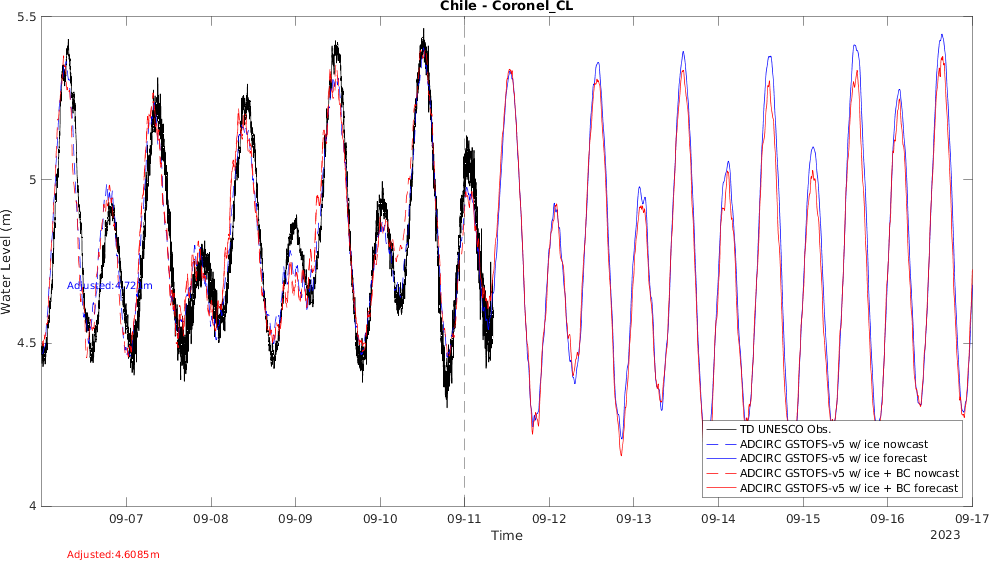 Chile - Coronel_CL
5.5
5
4.5
4
Water Level (m)
Adjusted:4.6085m
TD UNESCO Obs.
ADCIRC GSTOFS-v5 w/ ice nowcast
ADCIRC GSTOFS-v5 w/ ice forecast
ADCIRC GSTOFS-v5 w/ ice + BC nowcast
ADCIRC GSTOFS-v5 w/ ice + BC forecast
09-07 09-08 09-09 09-10 09-11 09-12 09-13 09-14 09-15 09-16 09-17
Time
2023